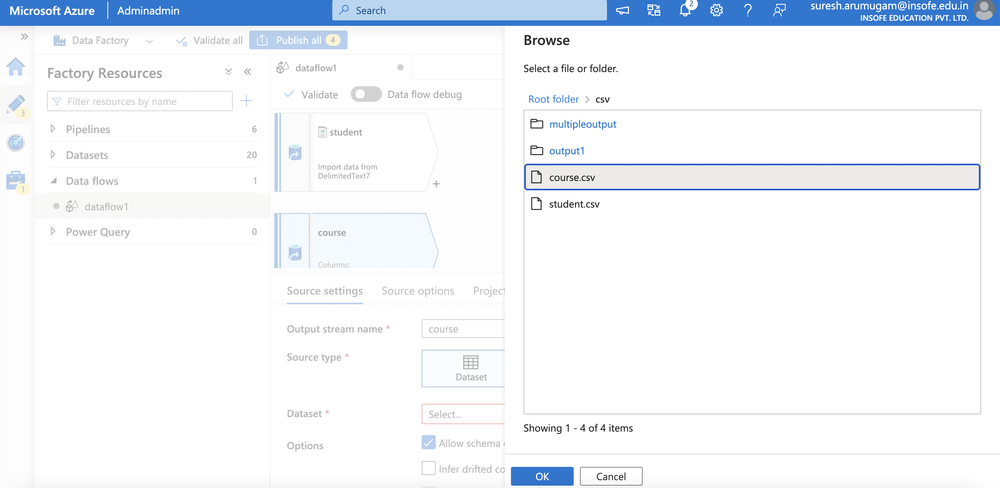 Microsoft Azure
Adminadmin
Search
2
suresh.arumugam@insofe.edu.in
INSOFE EDUCATION PVT. LTD.
Data Factory
Validate all
Publish all 4
3
1
Factory Resources
Filter resources by name
Pipelines 6
Datasets 20
Data flows 1
dataflow1
Power Query 0
dataflow1
Validate
Data flow debug
CSV
student
Import data from
DelimitedText7
+
course
Columns:
Source settings
Source options
Project
Output stream name *
course
Source type *
Dataset
Dataset *
Select...
Options
Allow schema
Infer drifted co
Browse
Select a file or folder.
Root folder > csv
multipleoutput
output1
course.csv
student.csv
Showing 1 - 4 of 4 items
OK
Cancel